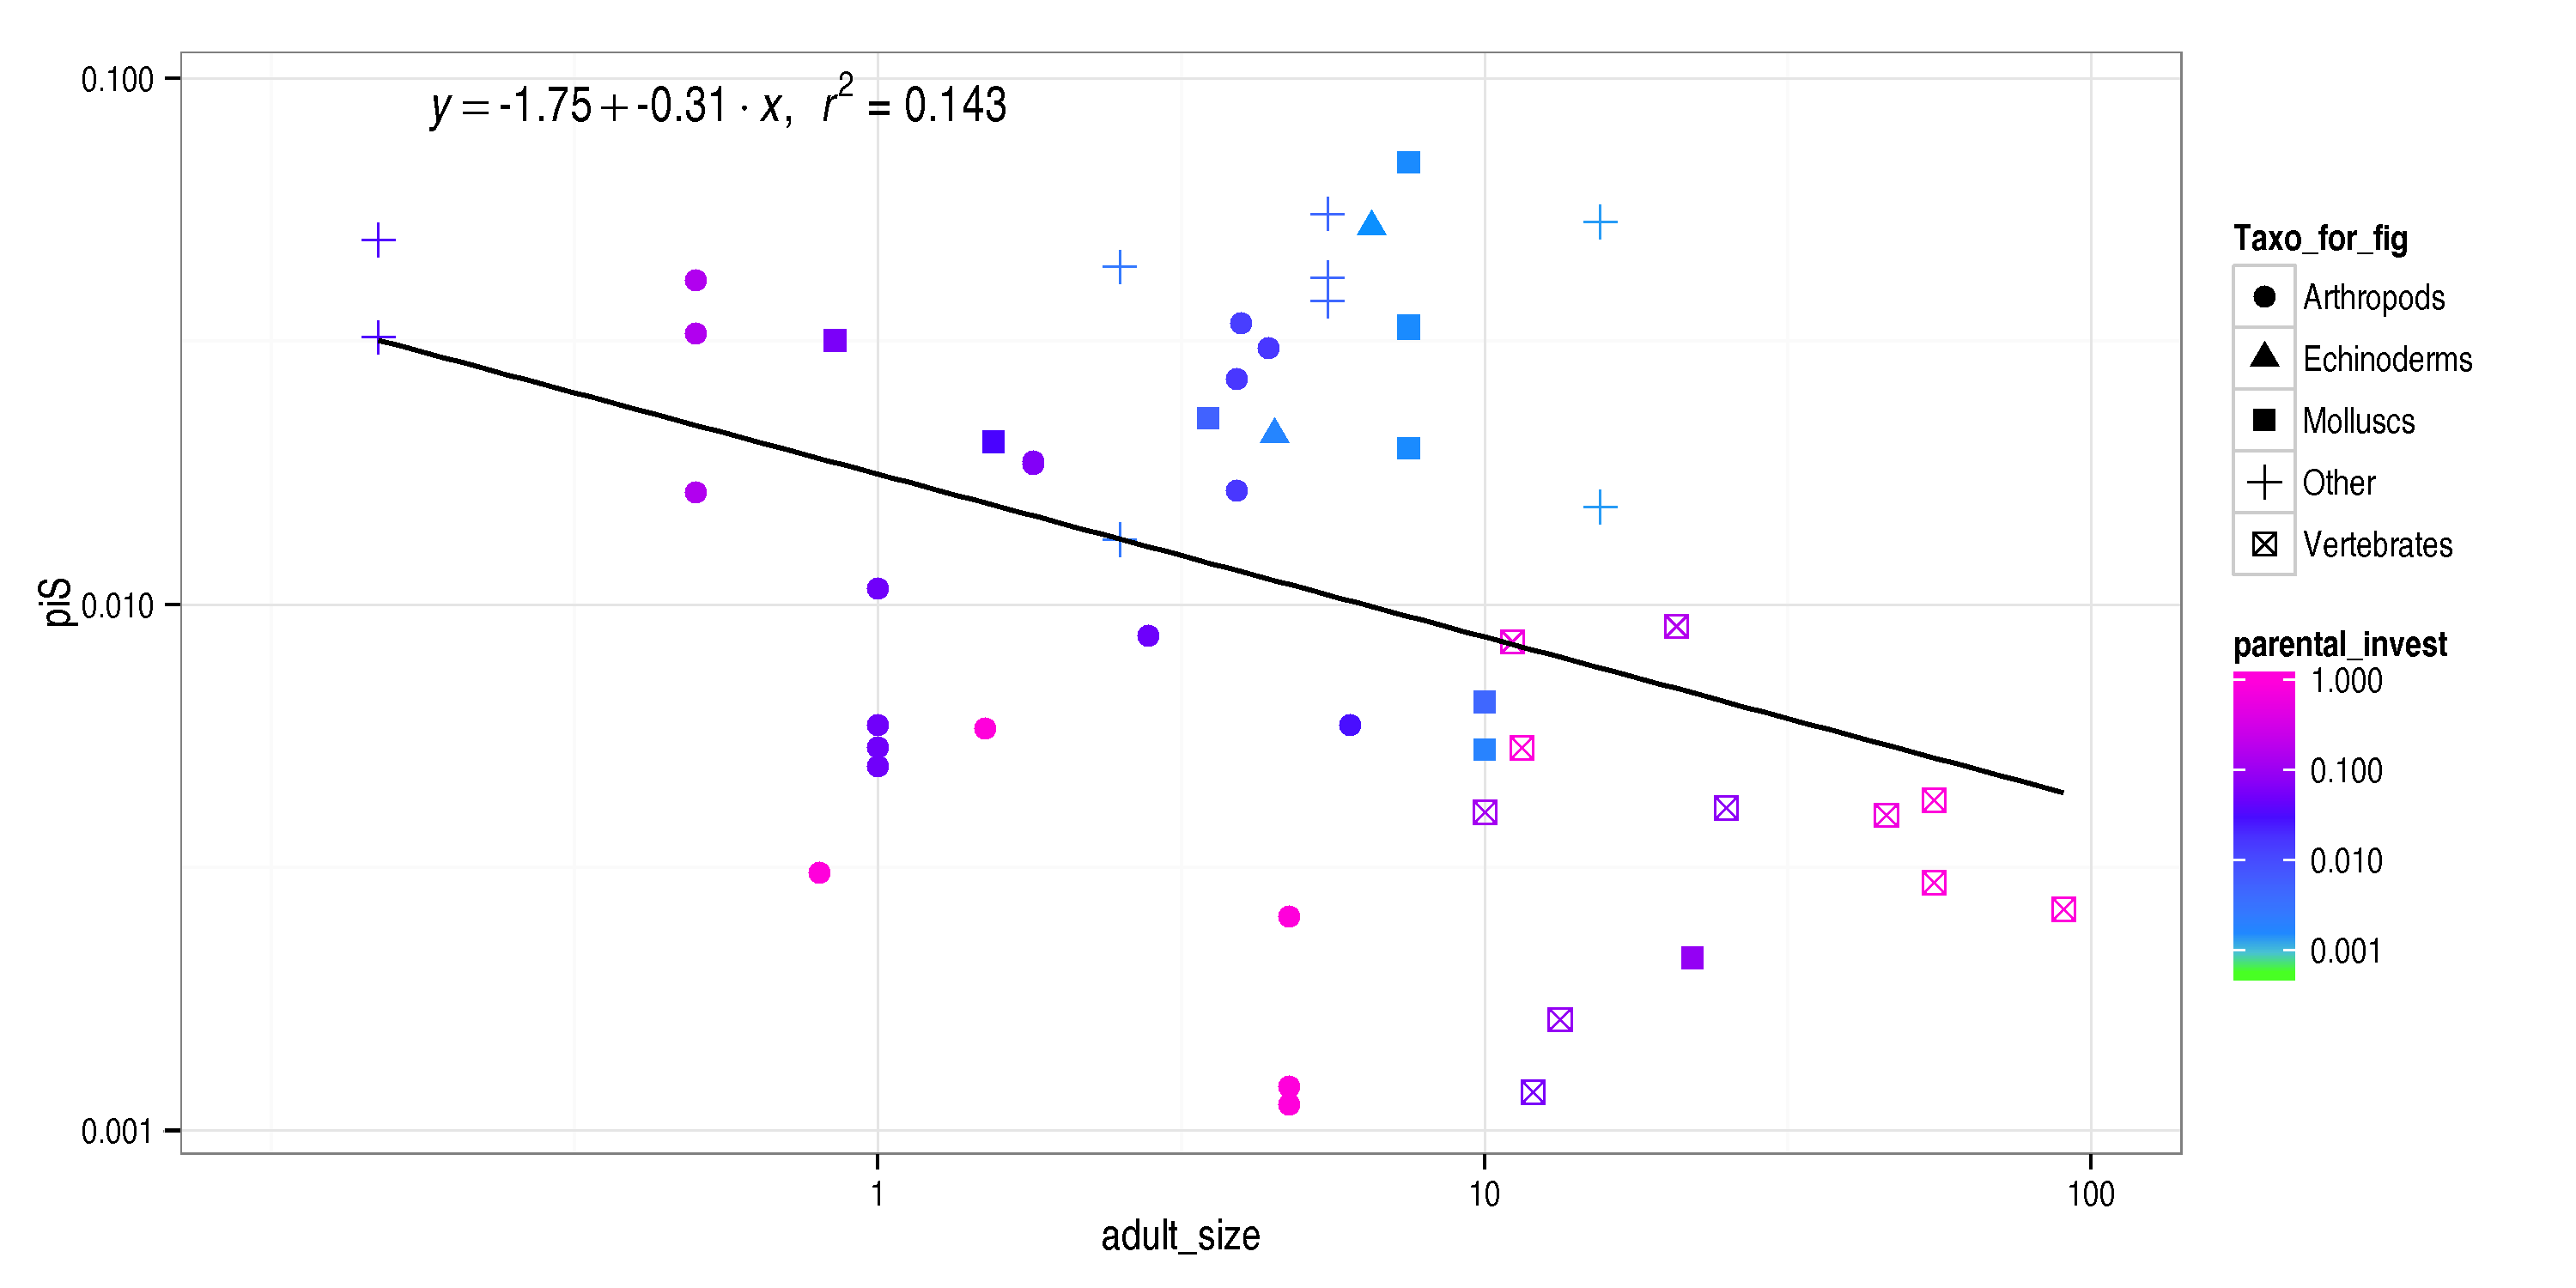 y = -1.75 + -0.31 · x, r² = 0.143
piS
0.100
0.010
0.001
1
10
100
adult_size
Taxo_for_fig
Arthropods
Echinoderms
Molluscs
Other
Vertebrates
parental_invest
1.000
0.100
0.010
0.001